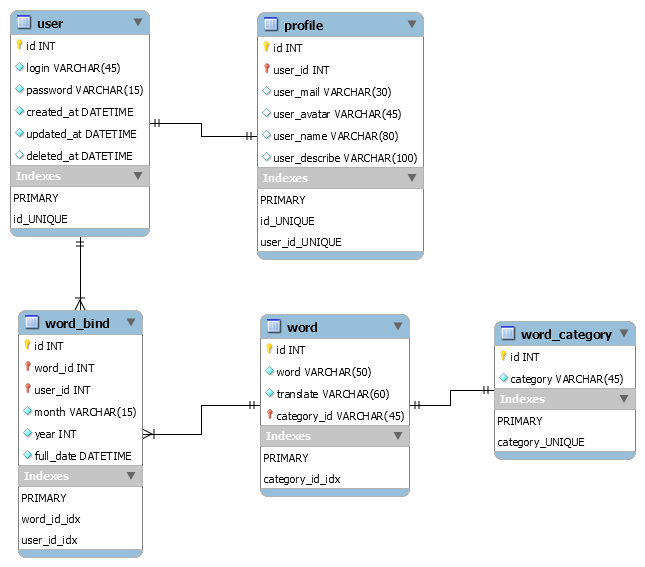 user
id INT
login VARCHAR(45)
password VARCHAR(15)
created_at DATETIME
updated_at DATETIME
deleted_at DATETIME
Indexes
PRIMARY
id_UNIQUE
profile
id INT
user_id INT
user_mail VARCHAR(30)
user_avatar VARCHAR(45)
user_name VARCHAR(80)
user_describe VARCHAR(100)
Indexes
PRIMARY
id_UNIQUE
user_id_UNIQUE
word_bind
id INT
word_id INT
user_id INT
month VARCHAR(15)
year INT
full_date DATETIME
Indexes
PRIMARY
word_id_idx
user_id_idx
word
id INT
word VARCHAR(50)
translate VARCHAR(60)
category_id VARCHAR(45)
Indexes
PRIMARY
category_id_idx
word_category
id INT
category VARCHAR(45)
Indexes
PRIMARY
category_UNIQUE